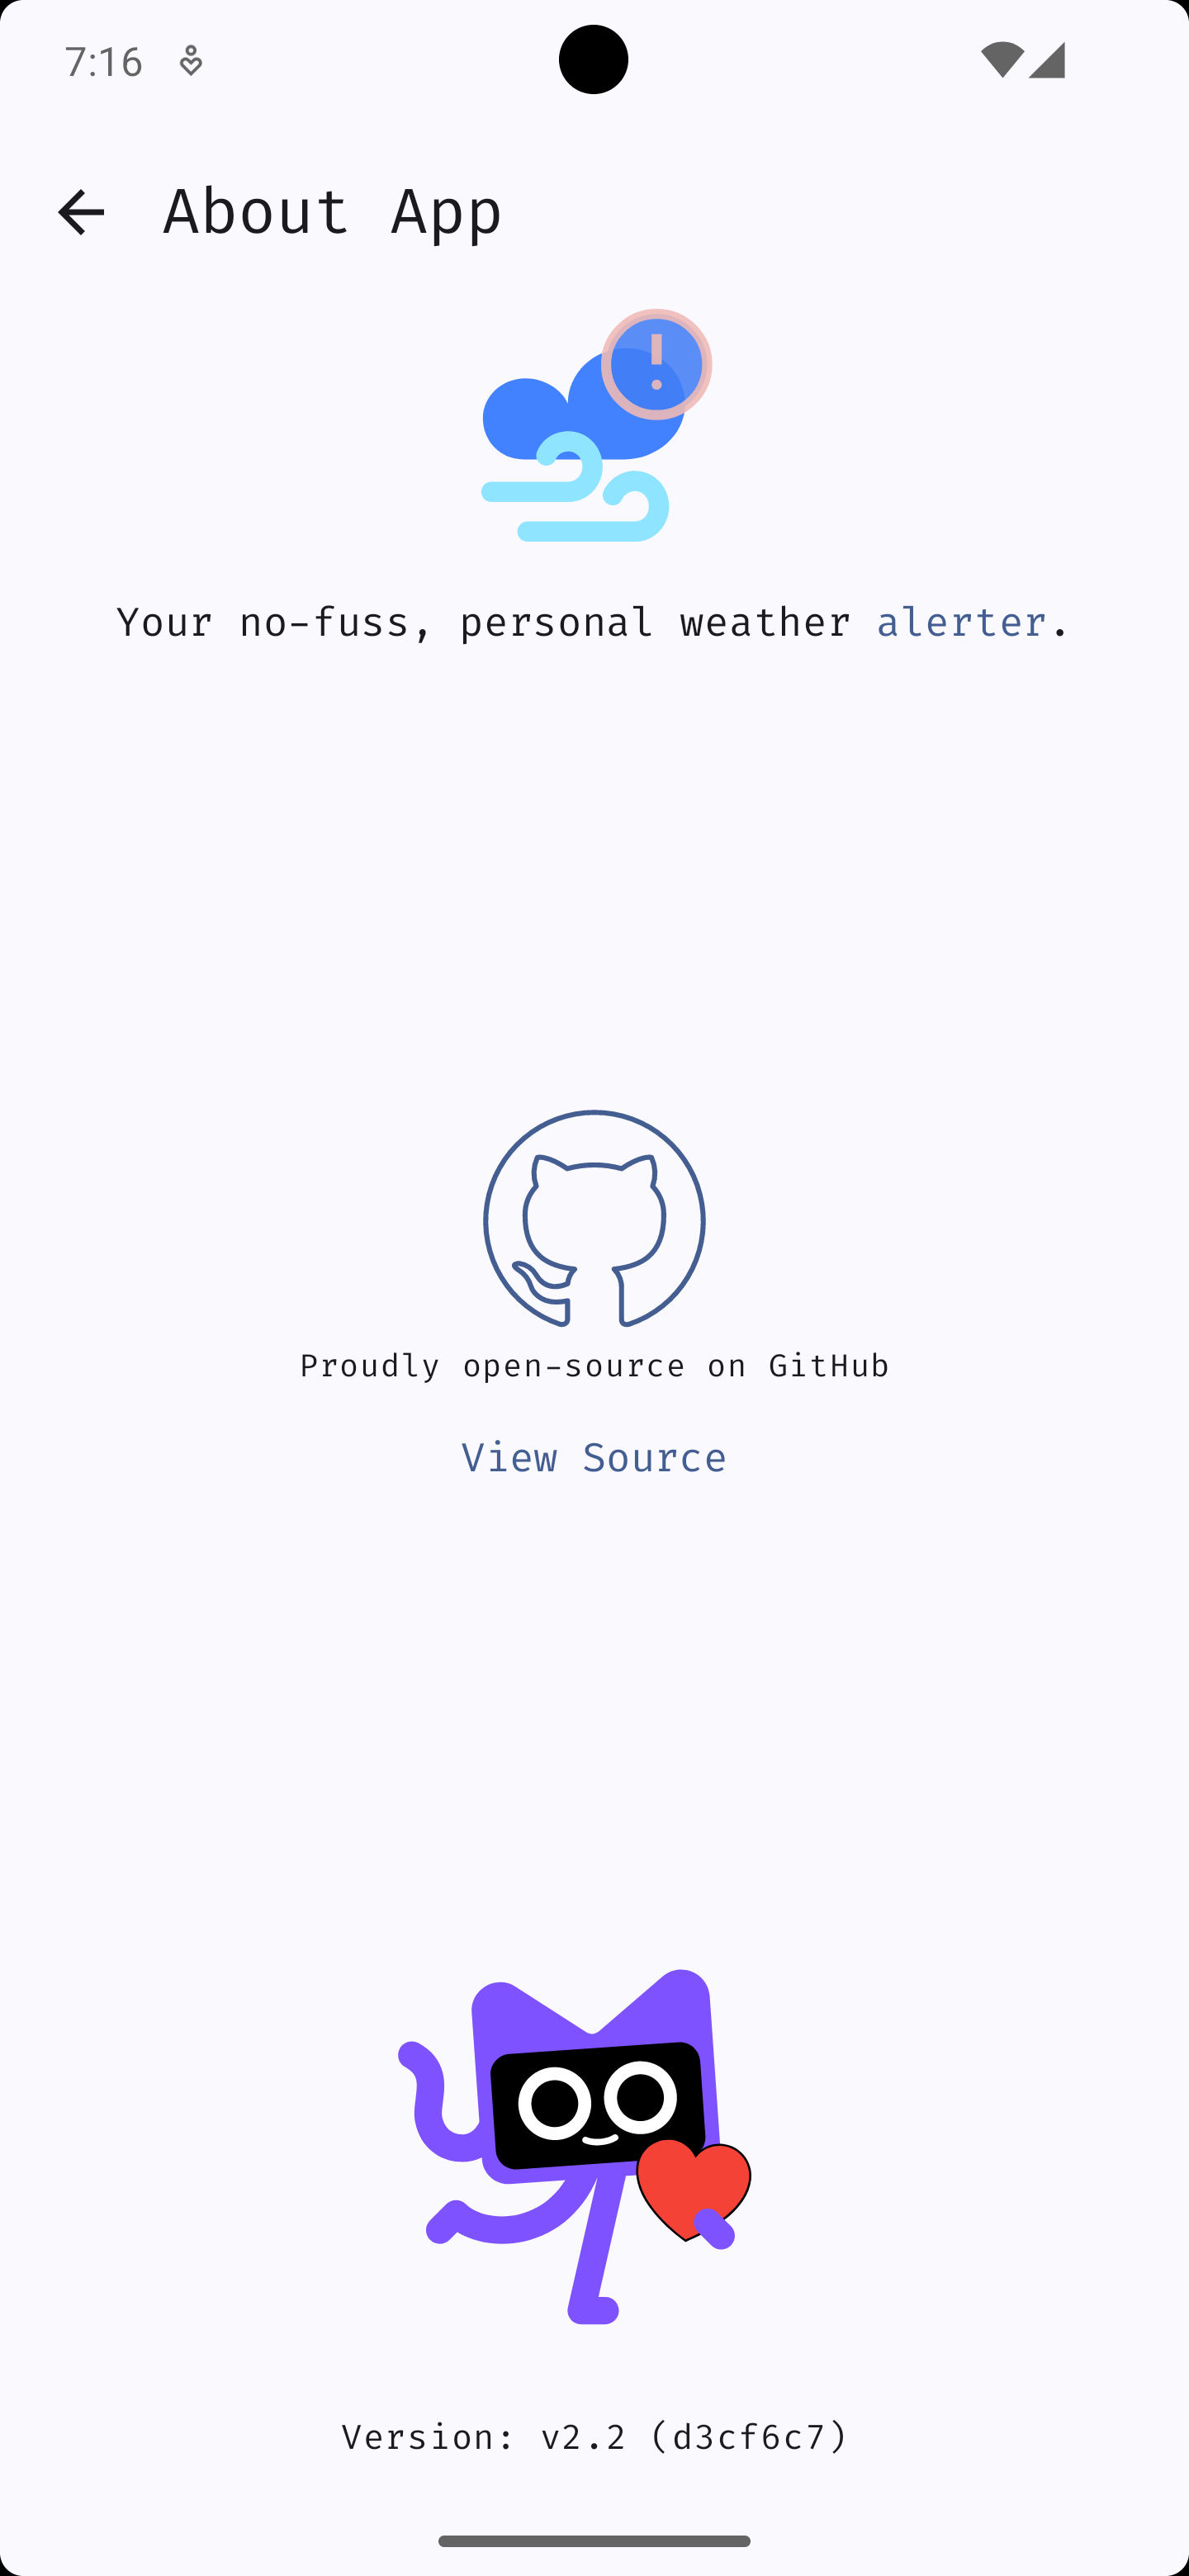 7:16
About App
Your no-fuss, personal weather alerter.
Proudly open-source on GitHub
View Source
Version: v2.2 (d3cf6c7)